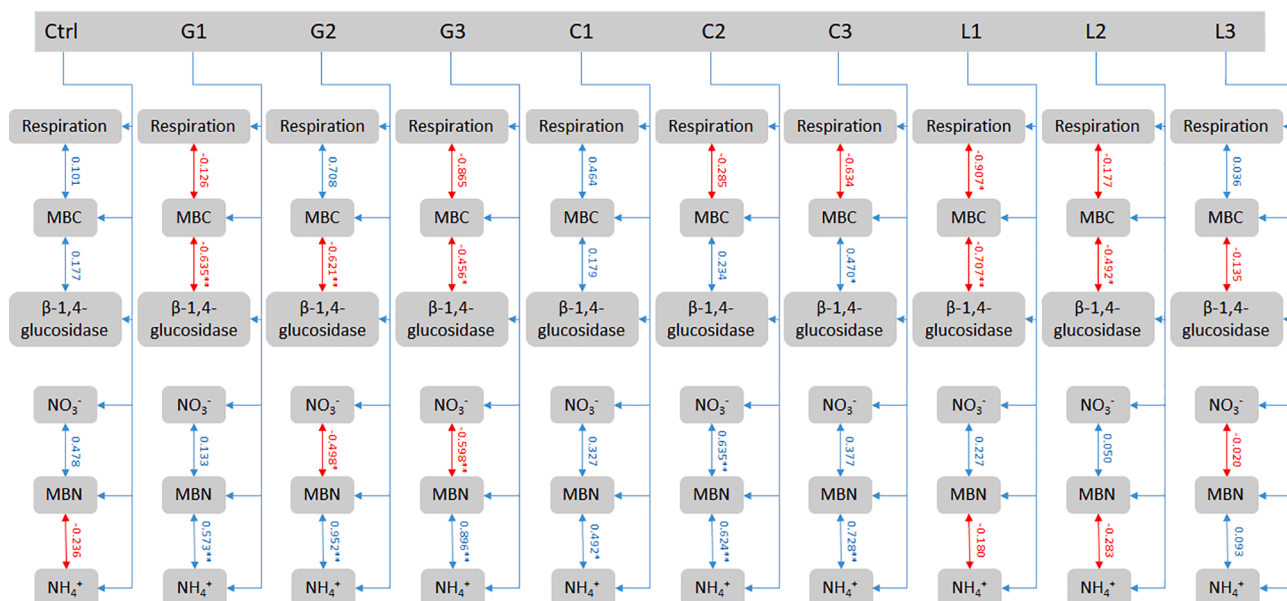 Ctrl G1 G2 G3 C1 C2 C3 L1 L2 L3
Respiration Respiration Respiration Respiration Respiration Respiration Respiration Respiration Respiration Respiration
0.101 -0.126 0.708 -0.865 0.464 -0.285 -0.634 -0.907* -0.177 0.036
MBC MBC MBC MBC MBC MBC MBC MBC MBC MBC
0.177 -0.635** -0.621** -0.456* 0.179 0.234 0.470* -0.707** -0.492* -0.135
β-1,4- β-1,4- β-1,4- β-1,4- β-1,4- β-1,4- β-1,4- β-1,4- β-1,4- β-1,4-
glucosidase glucosidase glucosidase glucosidase glucosidase glucosidase glucosidase glucosidase glucosidase glucosidase
NO₃⁻ NO₃⁻ NO₃⁻ NO₃⁻ NO₃⁻ NO₃⁻ NO₃⁻ NO₃⁻ NO₃⁻ NO₃⁻
0.478 0.133 -0.498* -0.598** 0.327 0.635** 0.377 0.227 0.050 -0.020
MBN MBN MBN MBN MBN MBN MBN MBN MBN MBN
-0.236 0.573** 0.952** 0.896** 0.492* 0.624** 0.728** -0.180 -0.283 0.093
NH₄⁺ NH₄⁺ NH₄⁺ NH₄⁺ NH₄⁺ NH₄⁺ NH₄⁺ NH₄⁺ NH₄⁺ NH₄⁺